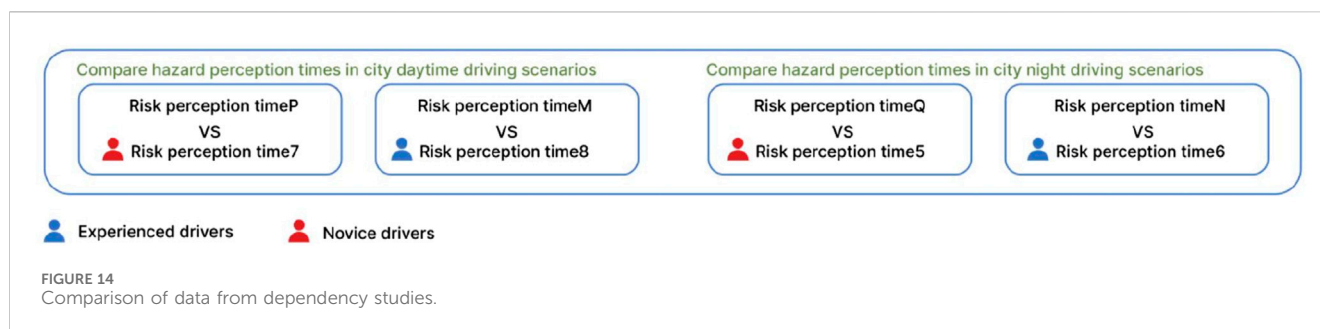 Compare hazard perception times in city daytime driving scenarios
Risk perception timeP
VS
Risk perception time7
Risk perception timeM
VS
Risk perception time8
Compare hazard perception times in city night driving scenarios
Risk perception timeQ
VS
Risk perception time5
Risk perception timeN
VS
Risk perception time6
Experienced drivers
Novice drivers
FIGURE 14
Comparison of data from dependency studies.